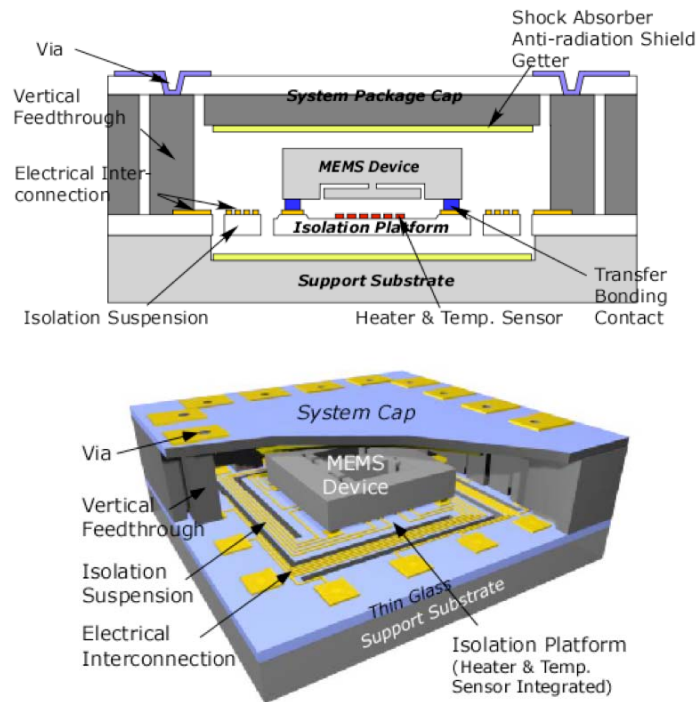 Shock Absorber
Anti-radiation Shield
Getter
Via
System Package Cap
Vertical
Feedthrough
MEMS Device
Electrical Inter-
connection
Isolation Platform
Support Substrate
Transfer
Bonding
Contact
Isolation Suspension
Heater & Temp. Sensor
System Cap
Via
MEMS
Device
Vertical
Feedthrough
Isolation
Suspension
Thin Glass
Support Substrate
Electrical
Interconnection
Isolation Platform
(Heater & Temp.
Sensor Integrated)